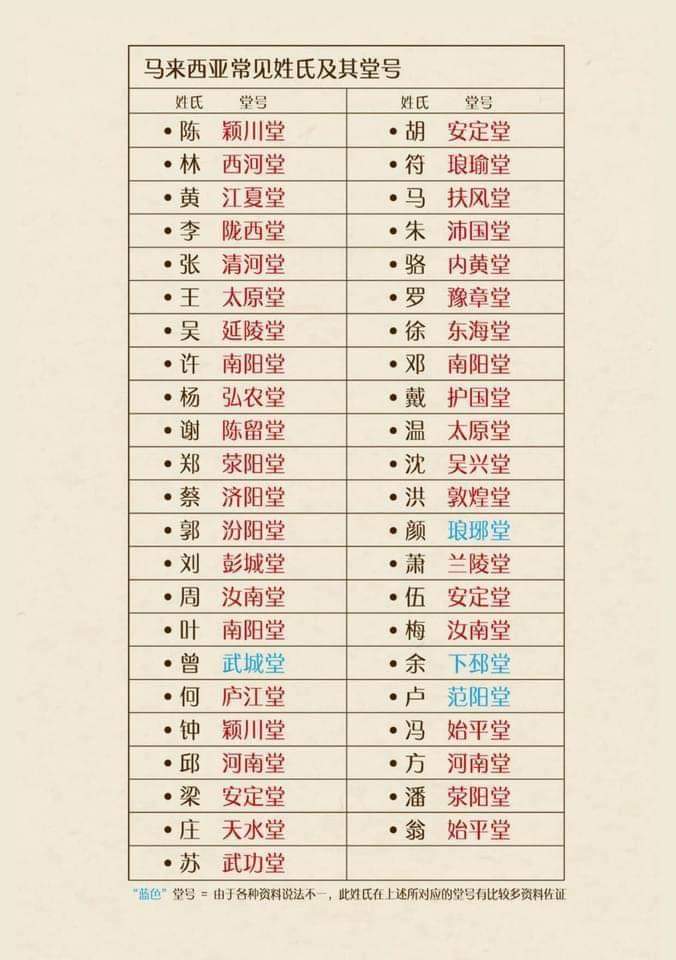 马来西亚常见姓氏及其堂号
姓氏 堂号 姓氏 堂号
• 陈 颖川堂 • 胡 安定堂
• 林 西河堂 • 符 琅瑜堂
• 黄 江夏堂 • 马 扶风堂
• 李 陇西堂 • 朱 沛国堂
• 张 清河堂 • 骆 内黄堂
• 王 太原堂 • 罗 豫章堂
• 吴 延陵堂 • 徐 东海堂
• 许 南阳堂 • 邓 南阳堂
• 杨 弘农堂 • 戴 护国堂
• 谢 陈留堂 • 温 太原堂
• 郑 荥阳堂 • 沈 吴兴堂
• 蔡 济阳堂 • 洪 敦煌堂
• 郭 汾阳堂 • 颜 琅琊堂
• 刘 彭城堂 • 萧 兰陵堂
• 周 汝南堂 • 伍 安定堂
• 叶 南阳堂 • 梅 汝南堂
• 曾 武城堂 • 余 下邳堂
• 何 庐江堂 • 卢 范阳堂
• 钟 颖川堂 • 冯 始平堂
• 邱 河南堂 • 方 河南堂
• 梁 安定堂 • 潘 荥阳堂
• 庄 天水堂 • 翁 始平堂
• 苏 武功堂
“蓝色”堂号 = 由于各种资料说法不一，此姓氏在上述所对应的堂号有比较多资料佐证